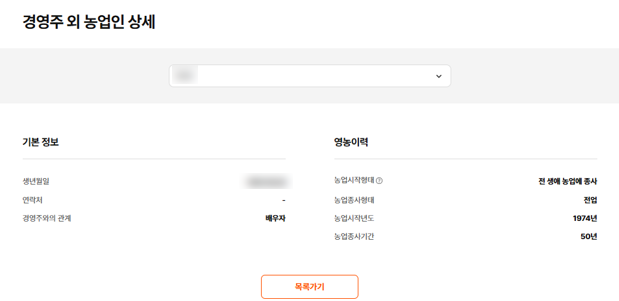 경영주 외 농업인 상세
기본 정보
생년월일
연락처 -
경영주와의 관계 배우자
영농이력
농업시작형태 ? 전 생애 농업에 종사
농업종사형태 전업
농업시작년도 1974년
농업종사기간 50년
목록가기